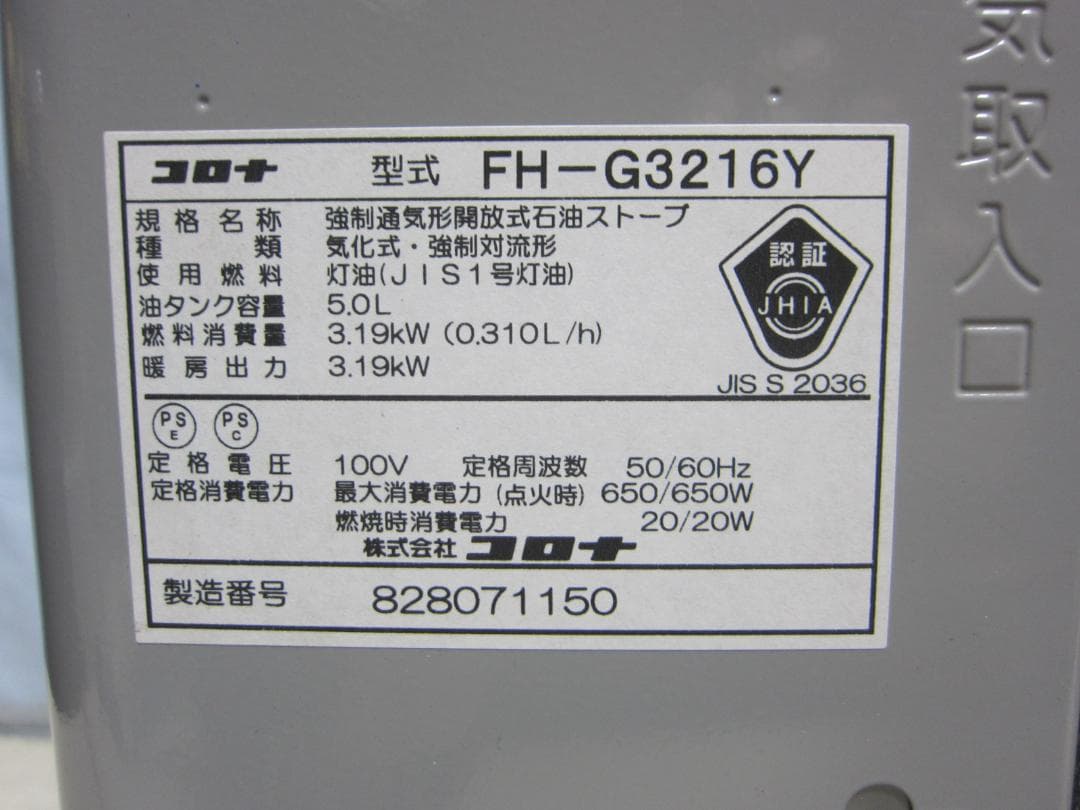 コロナ 型式 FH-G3216Y
規格名称 強制通気形開放式石油ストーブ
種類 気化式・強制対流形
使用燃料 灯油(JIS1号灯油)
油タンク容量 5.0L
燃料消費量 3.19kW (0.310L/h)
暖房出力 3.19kW
認証
JHIA
JIS S 2036
PS E PS C
定格電圧 100V 定格周波数 50/60Hz
定格消費電力 最大消費電力(点火時) 650/650W
燃焼時消費電力 20/20W
株式会社 コロナ
製造番号 828071150
気取入口